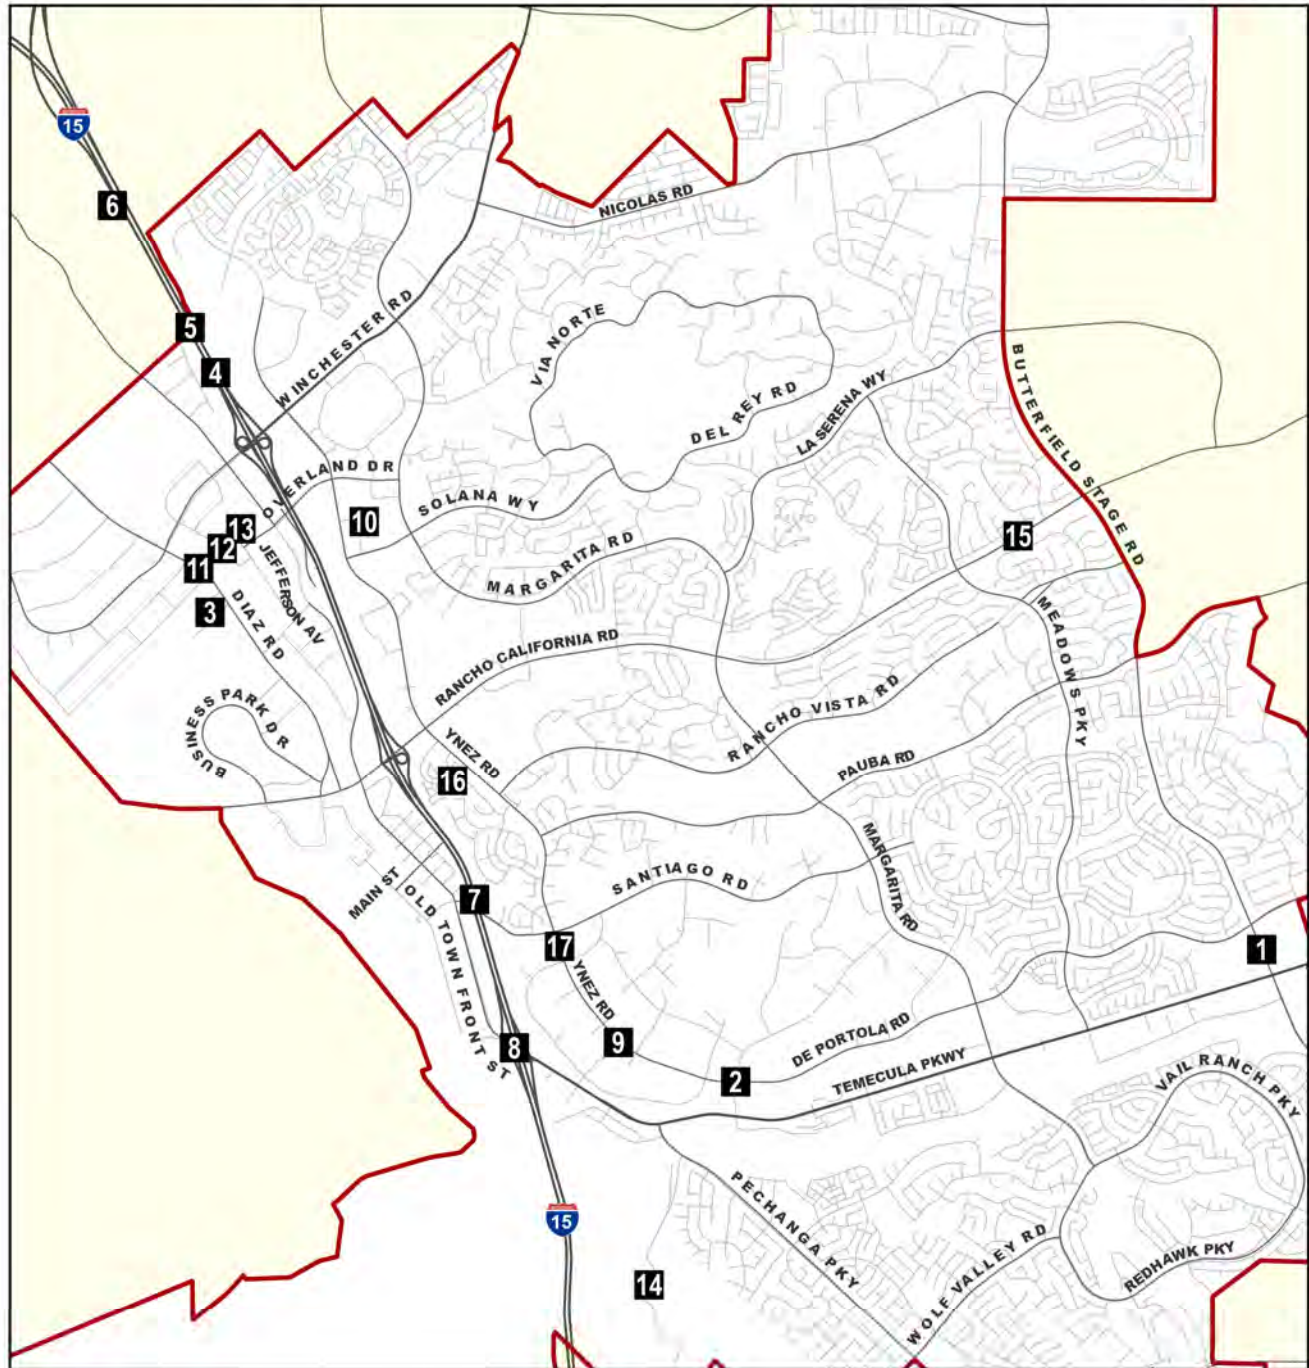 15
6
NICOLAS RD
WINCHESTER RD
VIA NORTE
5
4
DEL REY RD
LA SERENA WY
BUTTERFIELD STAGE RD
OVERLAND DR
SOLANA WY
10
13
12
11
15
JEFFERSON AV
MARGARITA RD
3
DIAZ RD
MEADOWS PKY
RANCHO CALIFORNIA RD
BUSINESS PARK DR
RANCHO VISTA RD
YNEZ RD
16
PAUBA RD
MARGARITA RD
SANTIAGO RD
MAIN ST
7
OLD TOWN FRONT ST
17
1
YNEZ RD
9
8
DE PORTOLA RD
2
TEMECULA PKWY
VAIL RANCH PKY
15
PECHANGA PKY
14
WOLF VALLEY RD
REDHAWK PKY